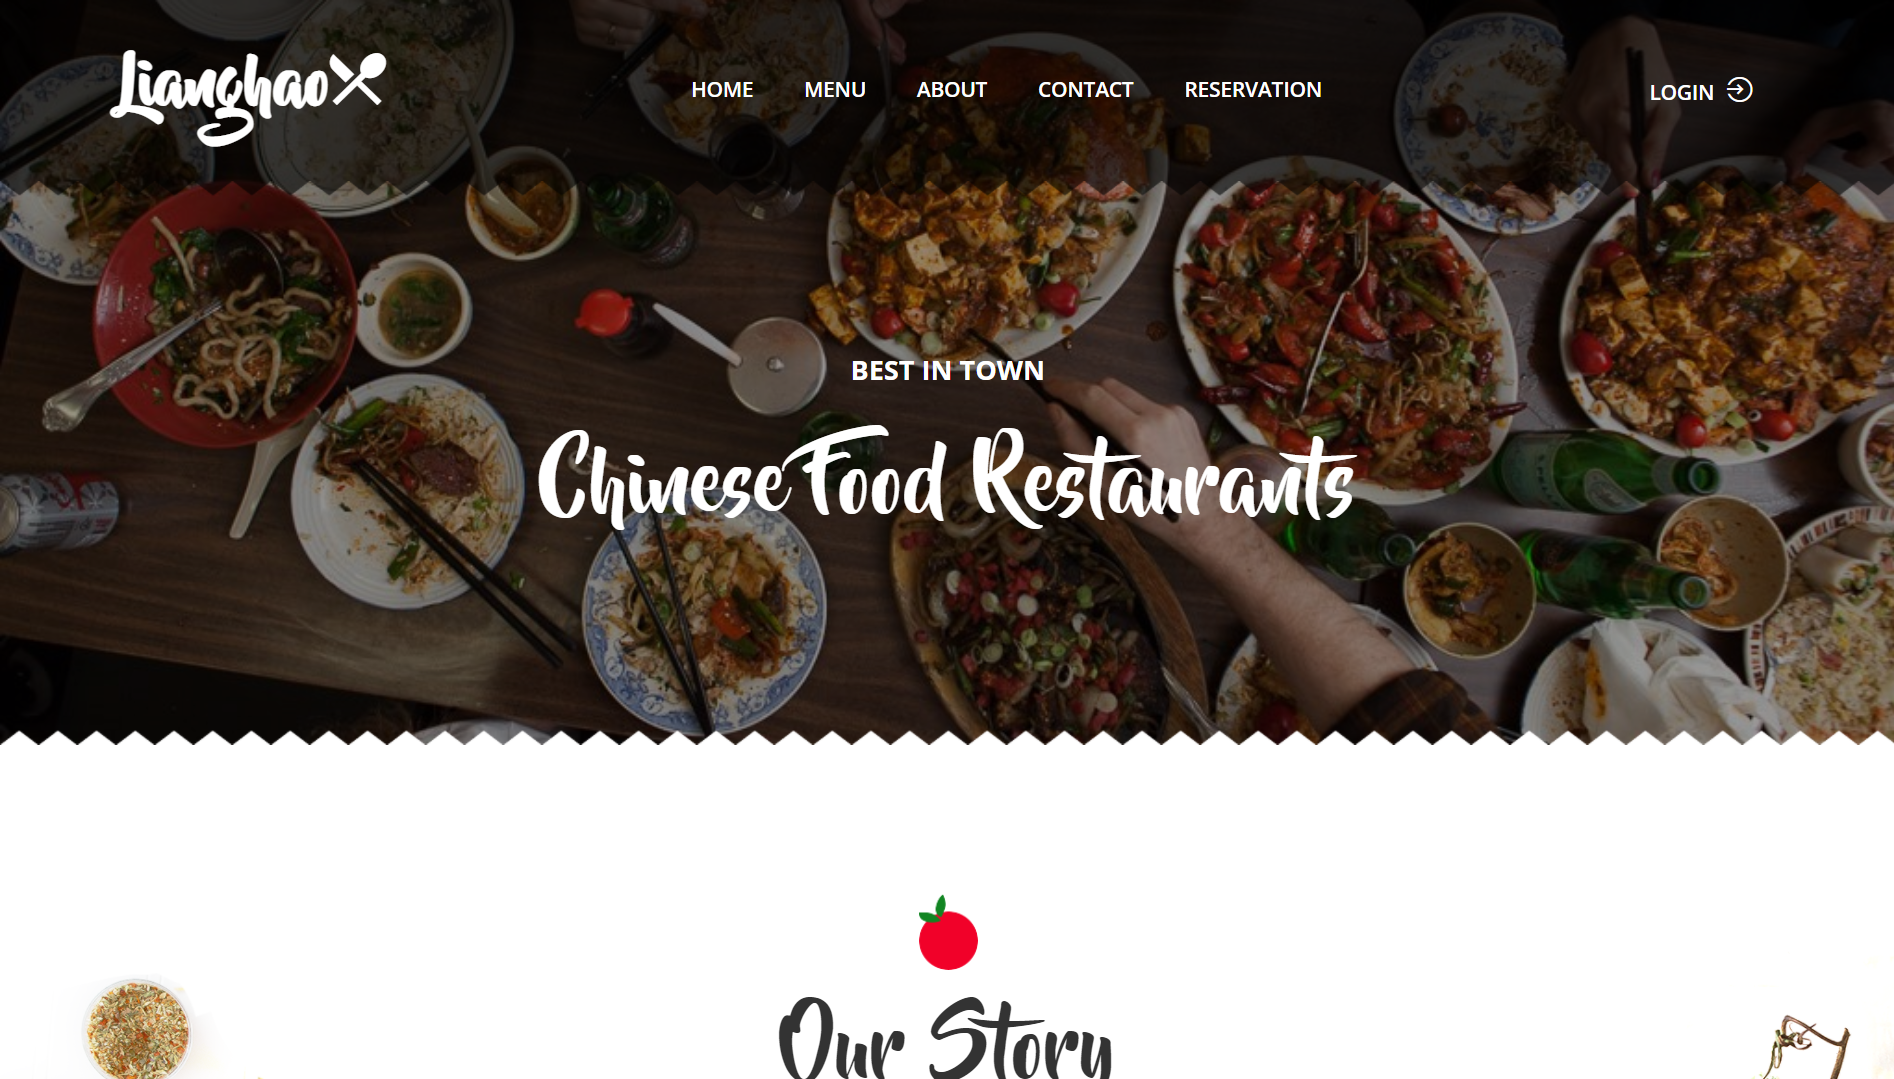 Lianghao
HOME MENU ABOUT CONTACT RESERVATION
LOGIN
BEST IN TOWN
Chinese Food Restaurants
Our Story